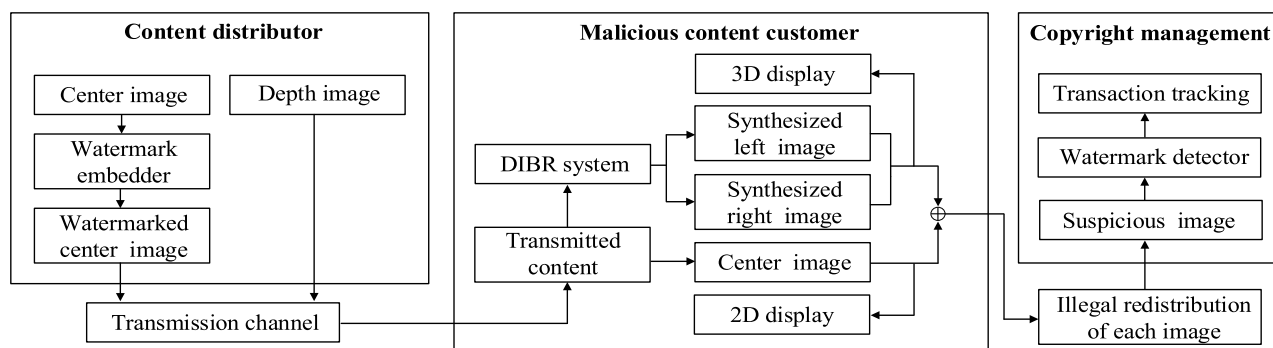 Content distributor
Center image
Depth image
Watermark
embedder
Watermarked
center image
Transmission channel
Malicious content customer
3D display
Synthesized
left image
DIBR system
Synthesized
right image
Transmitted
content
Center image
2D display
Copyright management
Transaction tracking
Watermark detector
Suspicious image
Illegal redistribution
of each image